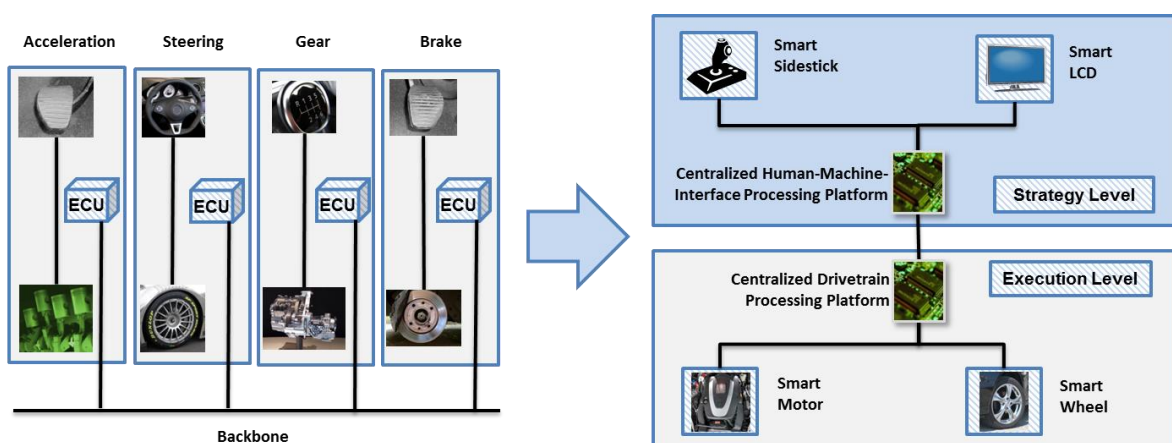 Acceleration
Steering
Gear
Brake
ECU
ECU
ECU
ECU
Backbone
Smart
Sidestick
Smart
LCD
Centralized Human-Machine-
Interface Processing Platform
Strategy Level
Centralized Drivetrain
Processing Platform
Execution Level
Smart
Motor
Smart
Wheel